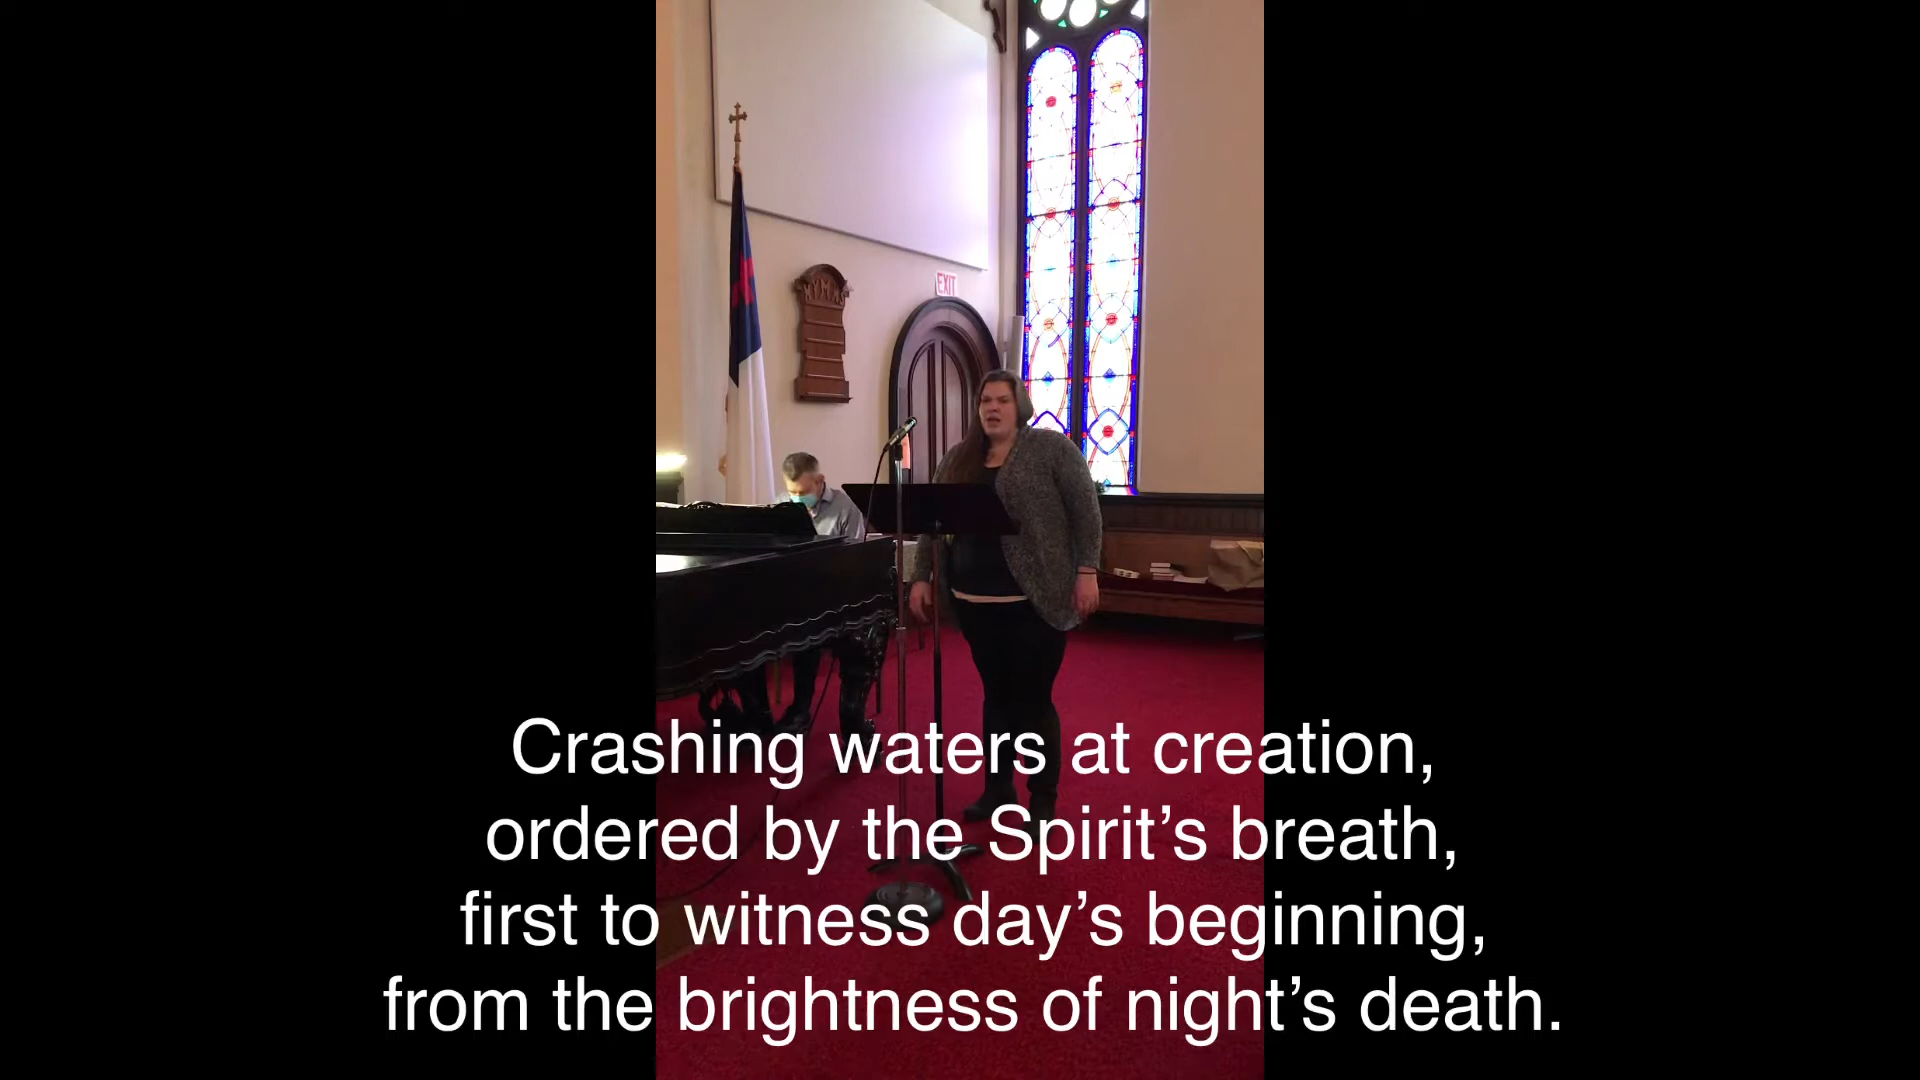 HYMNS
EXIT
Crashing waters at creation,
ordered by the Spirit’s breath,
first to witness day’s beginning,
from the brightness of night’s death.